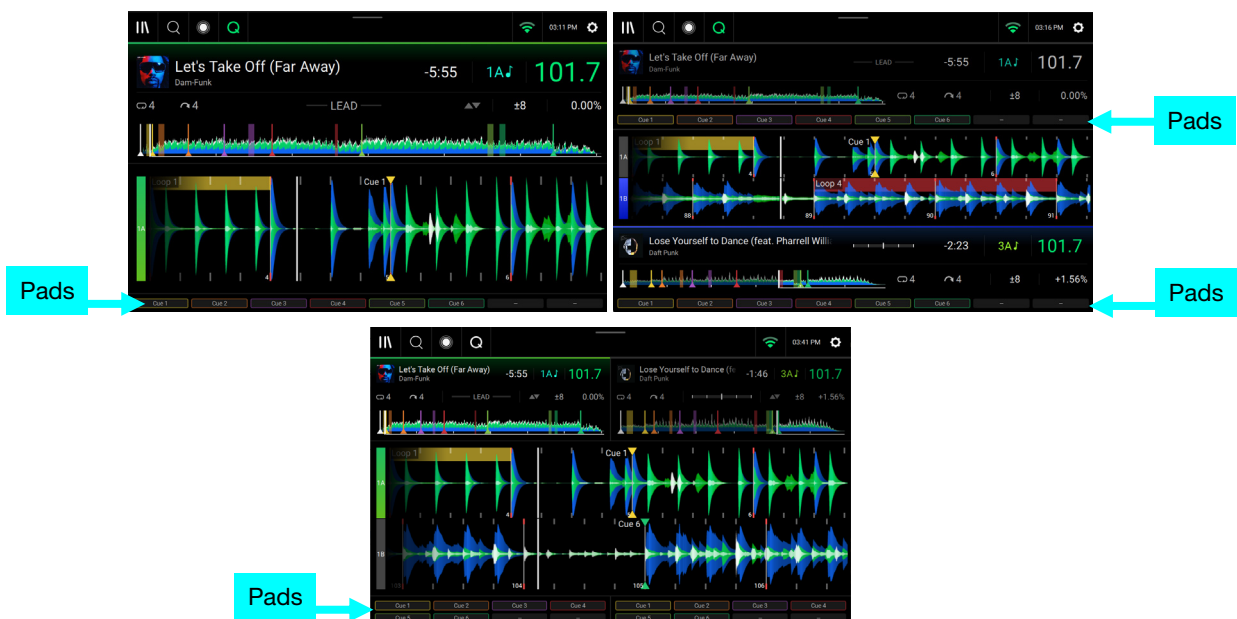 03:11 PM
Let's Take Off (Far Away)
Dam-Funk
-5:55
1A
101.7
4
4
LEAD
±8
0.00%
Loop 1
Cue 1
1A
4
5
6
Cue 1 Cue 2 Cue 3 Cue 4 Cue 5 Cue 6 – –
Pads
03:16 PM
Let's Take Off (Far Away)
Dam-Funk
LEAD
-5:55
1A
101.7
4
4
±8
0.00%
Cue 1 Cue 2 Cue 3 Cue 4 Cue 5 Cue 6 – –
Pads
Loop 1
Cue 1
1A
4
6
Loop 4
1B
88
89
90
91
Lose Yourself to Dance (feat. Pharrell Willi
Daft Punk
-2:23
3A
101.7
4
4
±8
+1.56%
Cue 1 Cue 2 Cue 3 Cue 4 Cue 5 Cue 6 – –
Pads
03:41 PM
Let's Take Off (Far Away)
Dam-Funk
-5:55
1A
101.7
4
4
LEAD
±8
0.00%
Lose Yourself to Dance (fe
Daft Punk
-1:46
3A
101.7
4
4
±8
+1.56%
Loop 1
Cue 1
1A
4
5
6
Cue 6
1B
103
104
105
106
Cue 1 Cue 2 Cue 3 Cue 4 Cue 1 Cue 2 Cue 3 Cue 4
Cue 5 Cue 6 – – Cue 5 Cue 6 – –
Pads